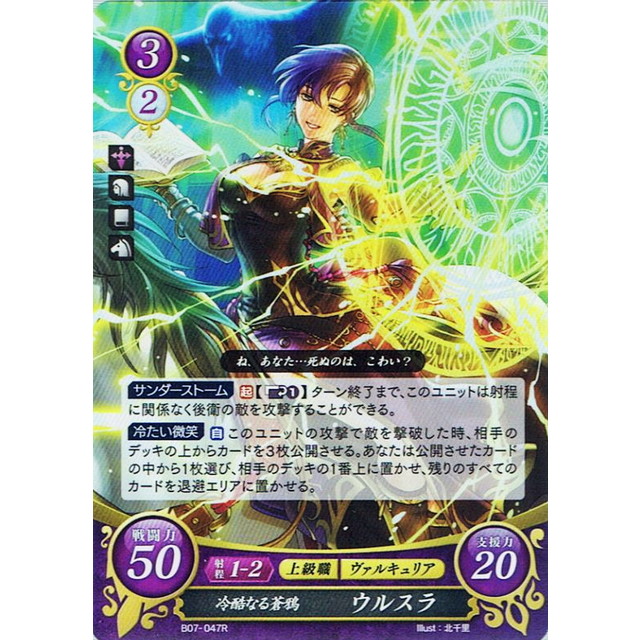 3
2
ね、あなた…死ぬのは、こわい？
サンダーストーム 起【1】ターン終了まで、このユニットは射程
に関係なく後衛の敵を攻撃することができる。
冷たい微笑 自 このユニットの攻撃で敵を撃破した時、相手の
デッキの上からカードを3枚公開させる。あなたは公開させたカード
の中から1枚選び、相手のデッキの1番上に置かせ、残りのすべての
カードを退避エリアに置かせる。
戦闘力
50
射程 1-2 上級職 ヴァルキュリア
支援力
20
冷酷なる蒼鴉 ウルスラ
B07-047R Illust：北千里